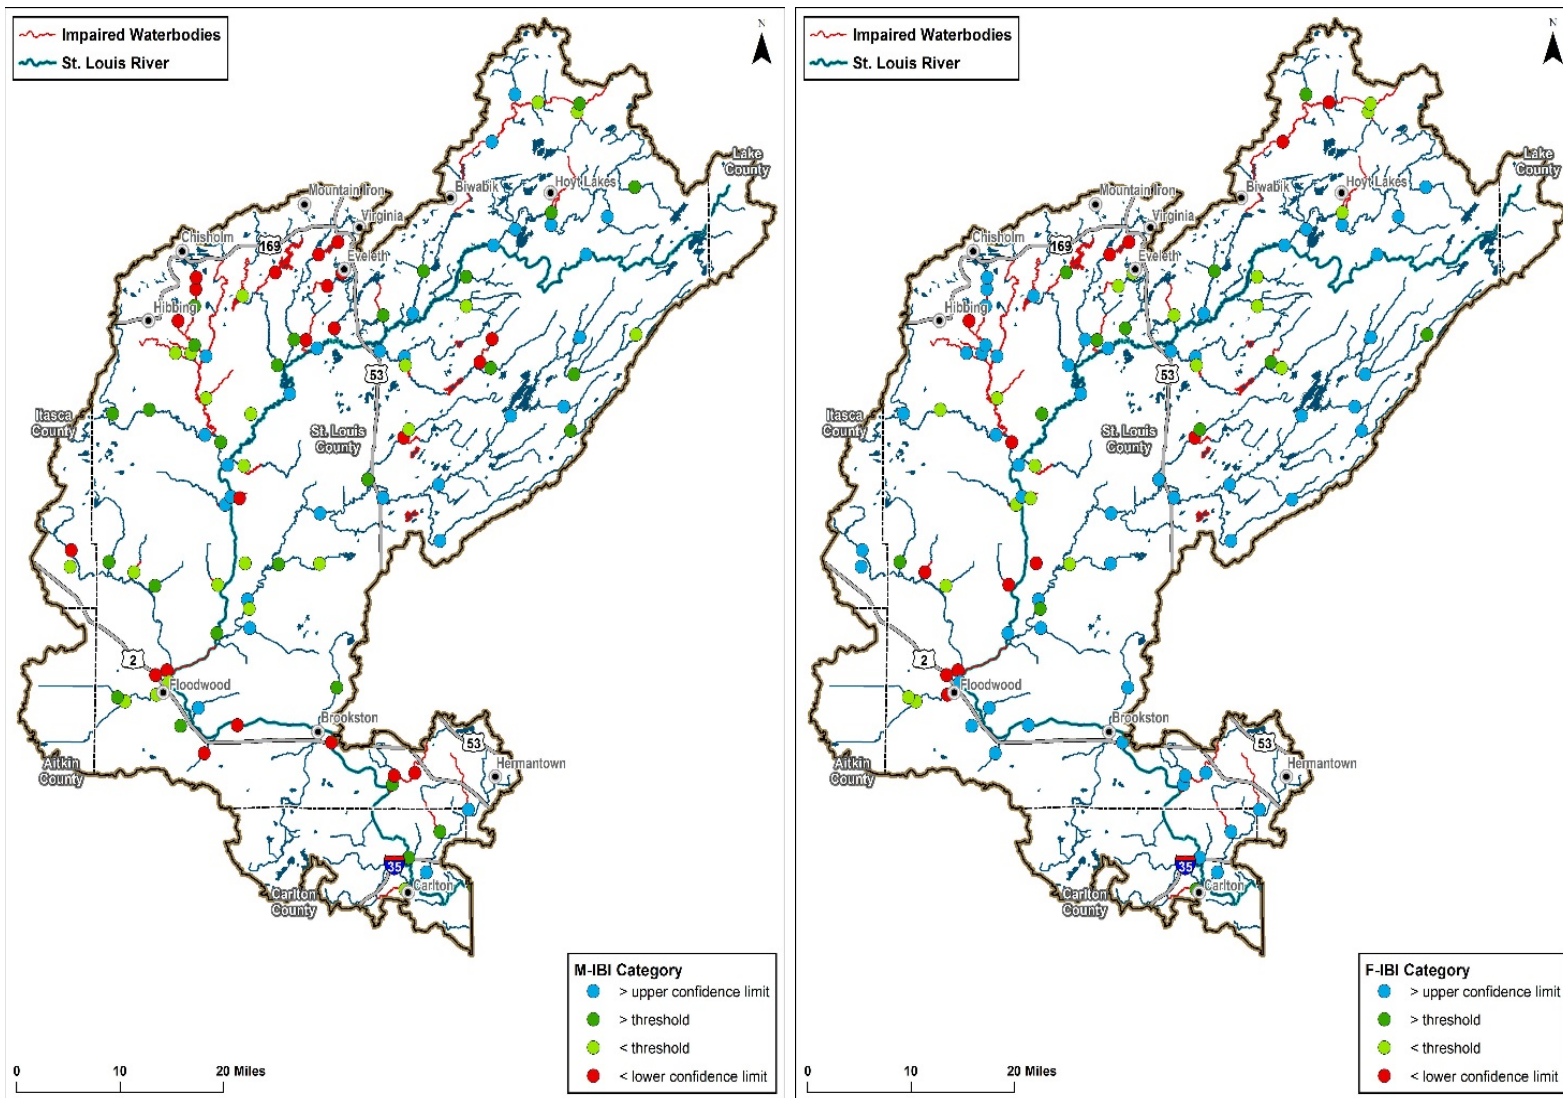 Impaired Waterbodies
St. Louis River
N
Lake
County
Mountain Iron
Biwabik
Hoyt Lakes
Virginia
Chisholm
169
Eveleth
Hibbing
53
Itasca
County
St. Louis
County
2
Floodwood
Brookston
53
Aitkin
County
Hermantown
35
Carlton
Carlton
County
M-IBI Category
> upper confidence limit
> threshold
< threshold
< lower confidence limit
0 10 20 Miles
Impaired Waterbodies
St. Louis River
N
Lake
County
Mountain Iron
Biwabik
Hoyt Lakes
Virginia
Chisholm
169
Eveleth
Hibbing
53
Itasca
County
St. Louis
County
2
Floodwood
Brookston
53
Aitkin
County
Hermantown
35
Carlton
Carlton
County
F-IBI Category
> upper confidence limit
> threshold
< threshold
< lower confidence limit
0 10 20 Miles